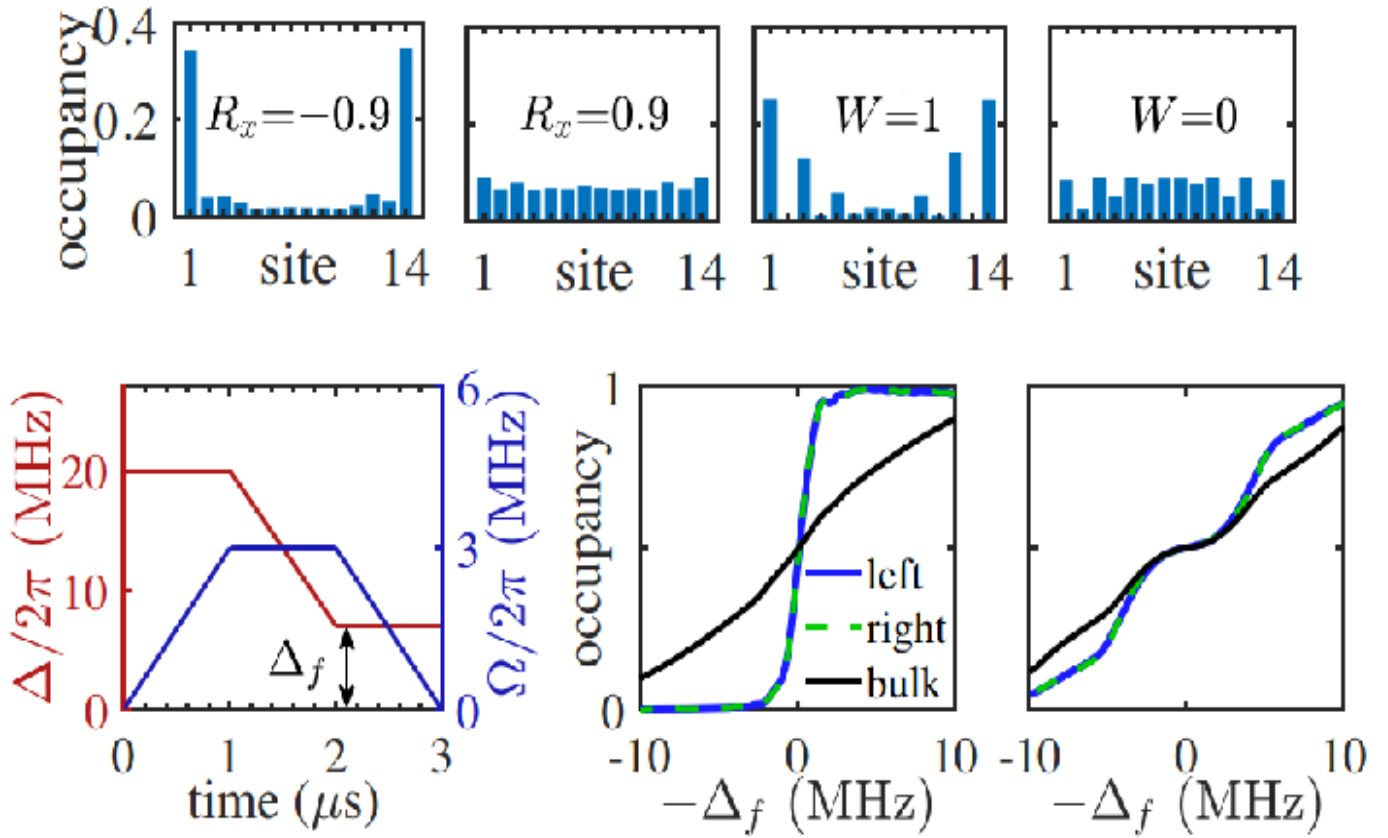 occupancy
0.4
0.2
0
R_x=−0.9
R_x=0.9
W=1
W=0
1 site 14
1 site 14
1 site 14
1 site 14
Δ/2π (MHz)
20
10
0
Δ_f
Ω/2π (MHz)
6
3
0
0 1 2 3
time (μs)
occupancy
1
0
left
right
bulk
-10 0 10
−Δ_f (MHz)
-10 0 10
−Δ_f (MHz)